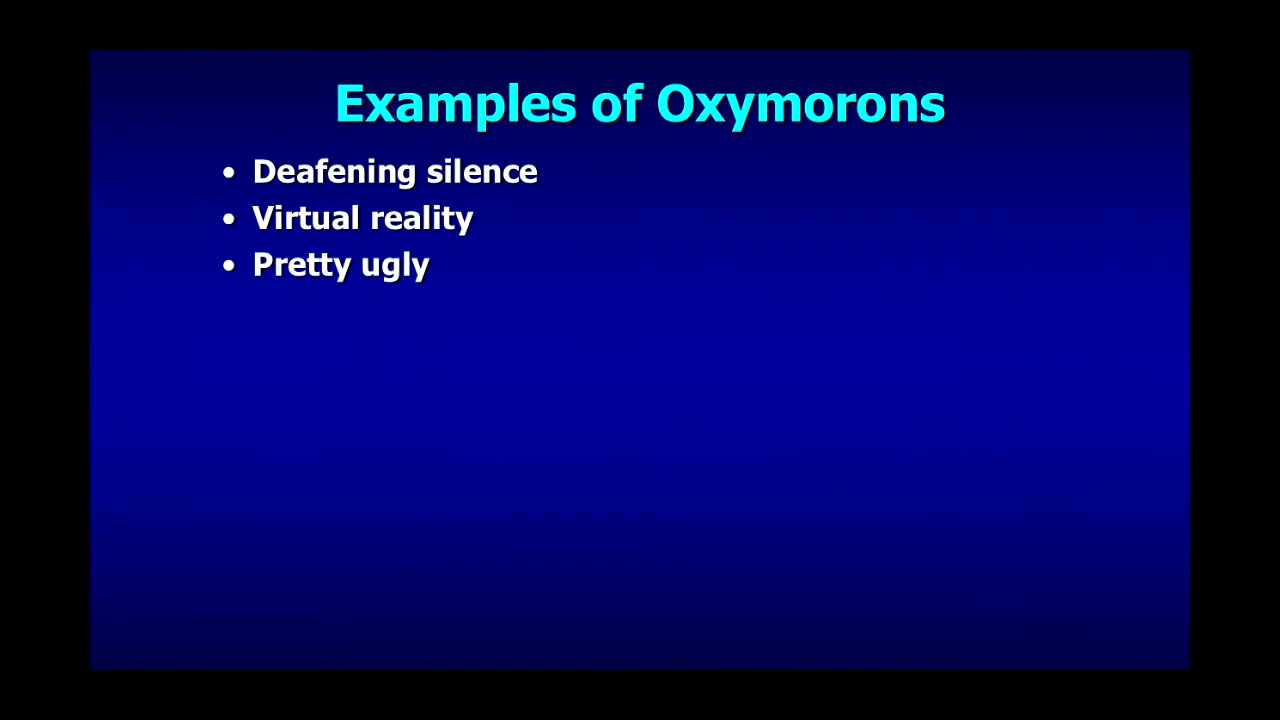 Examples of Oxymorons
• Deafening silence
• Virtual reality
• Pretty ugly